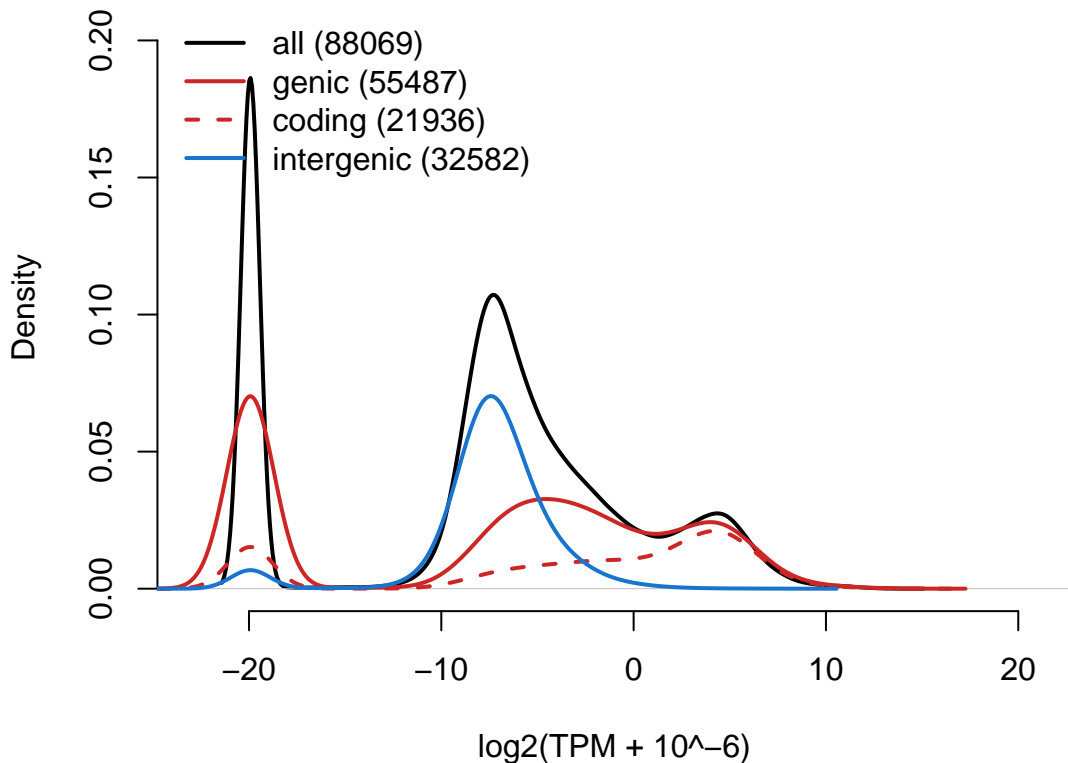 all (88069)
genic (55487)
coding (21936)
intergenic (32582)
Density
0.20
0.15
0.10
0.05
0.00
−20
−10
0
10
20
log2(TPM + 10^−6)